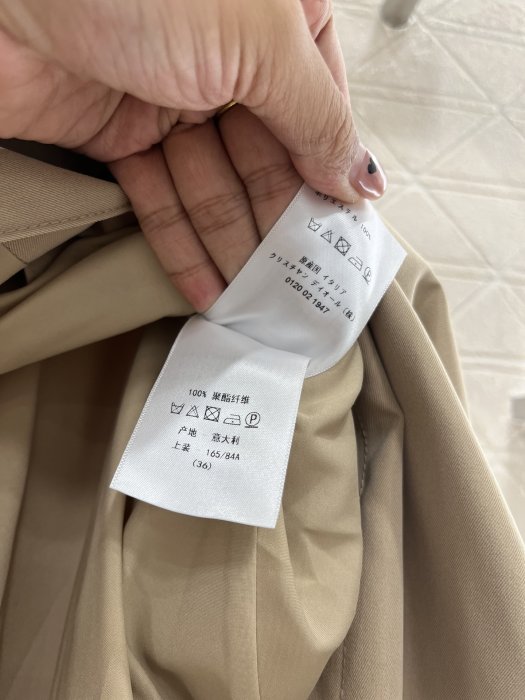 ポリエステル 100%
原産国 イタリア
クリスチャン ディオール (株)
0120 02 1947
100% 聚酯纤维
产地 意大利
上装 165/84A
(36)